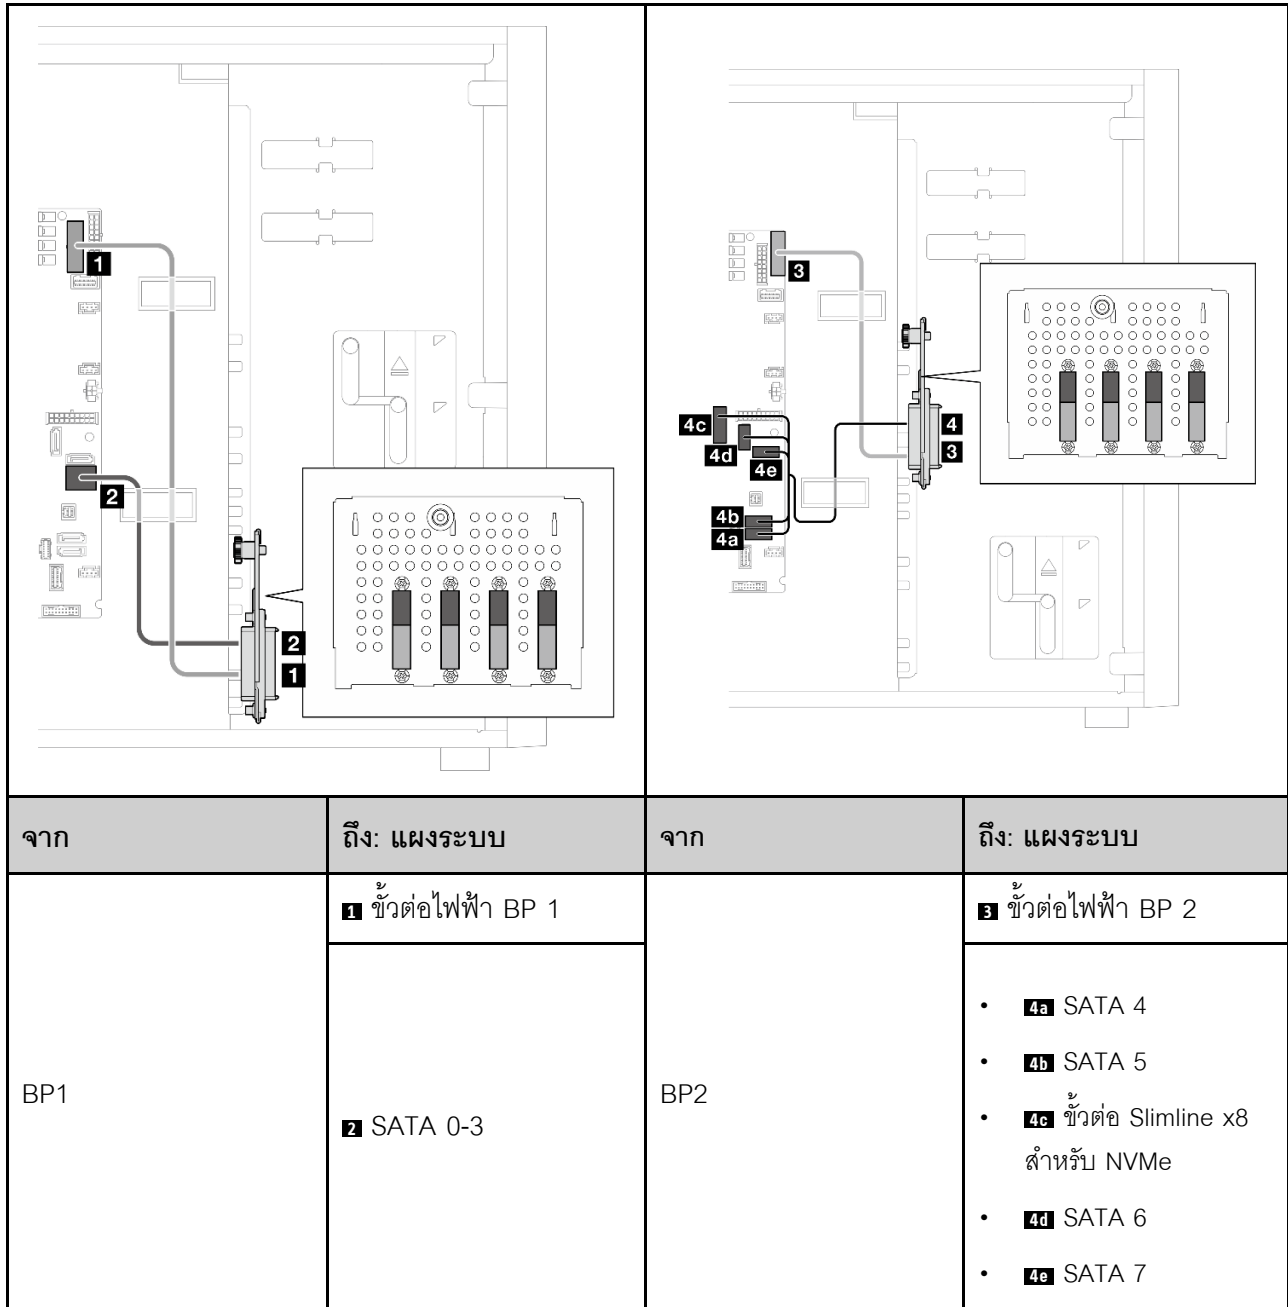 1
2
2
1
3
4c
4d
4e
4b
4a
4
3
จาก
ถึง: แผงระบบ
จาก
ถึง: แผงระบบ
BP1
1 ขั้วต่อไฟฟ้า BP 1
2 SATA 0-3
BP2
3 ขั้วต่อไฟฟ้า BP 2
• 4a SATA 4
• 4b SATA 5
• 4c ขั้วต่อ Slimline x8
สำหรับ NVMe
• 4d SATA 6
• 4e SATA 7